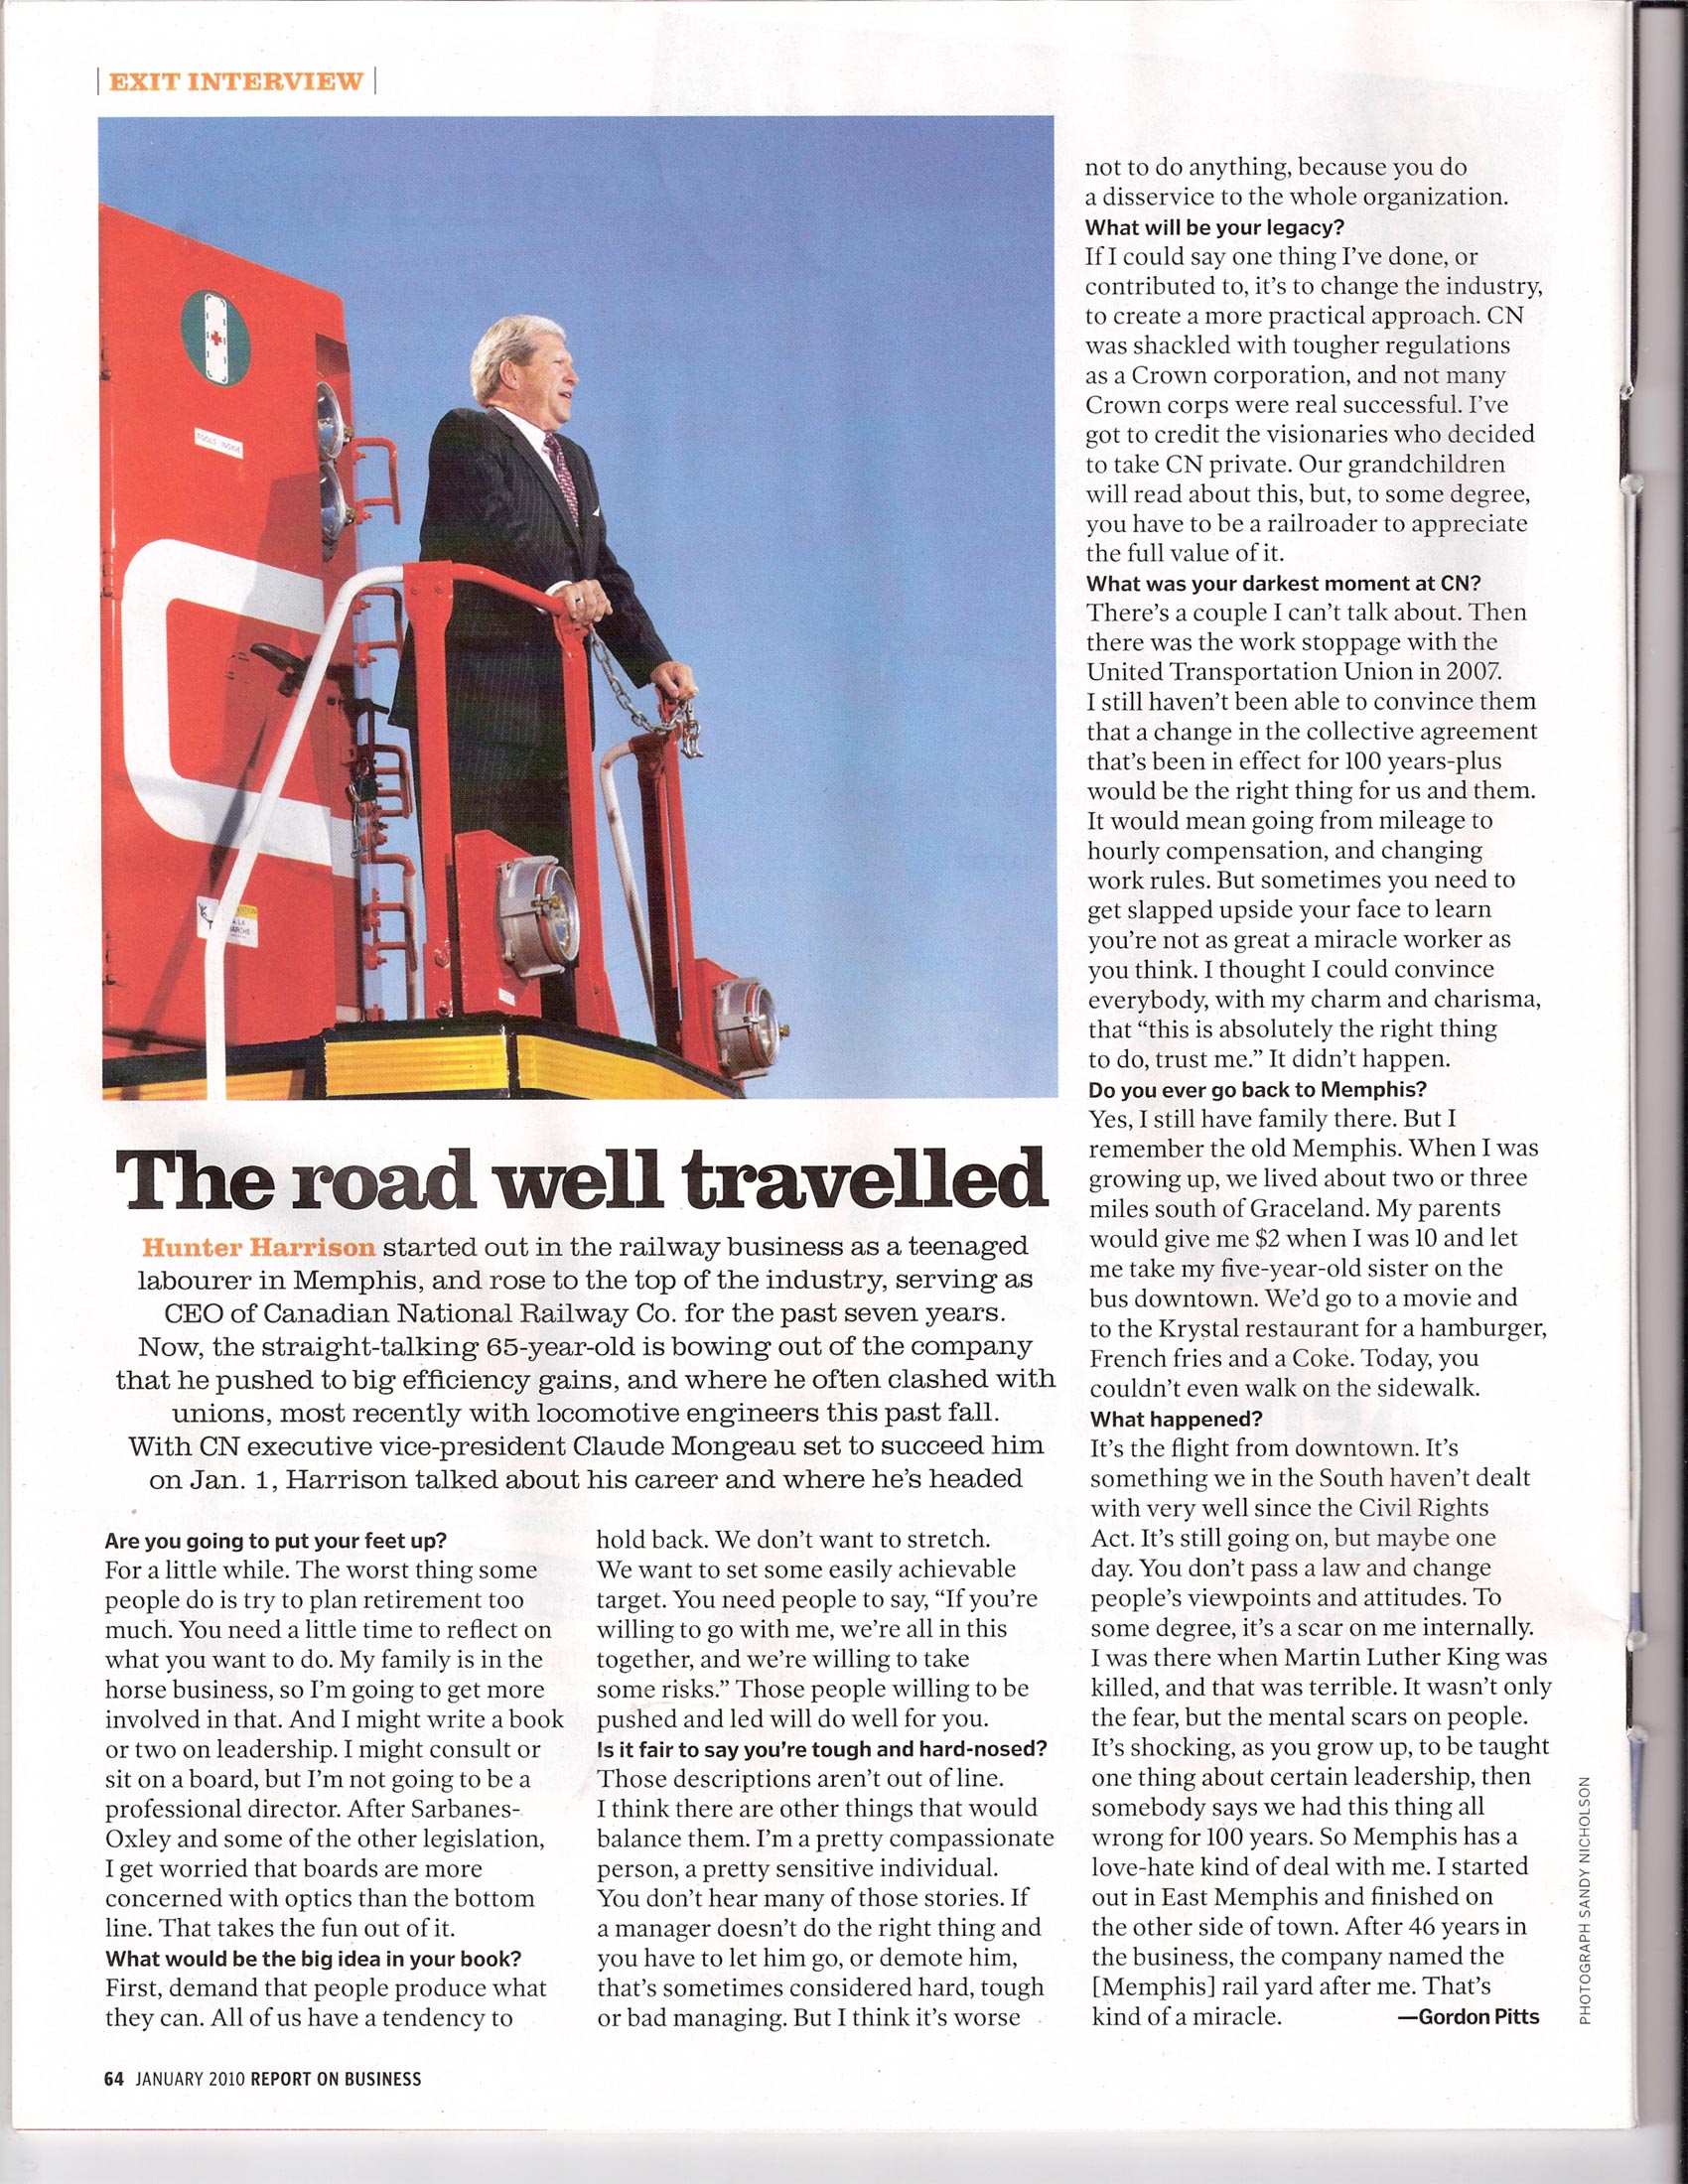 EXIT INTERVIEW
TOOLS INSIDE
The road well travelled
Hunter Harrison started out in the railway business as a teenaged
labourer in Memphis, and rose to the top of the industry, serving as
CEO of Canadian National Railway Co. for the past seven years.
Now, the straight-talking 65-year-old is bowing out of the company
that he pushed to big efficiency gains, and where he often clashed with
unions, most recently with locomotive engineers this past fall.
With CN executive vice-president Claude Mongeau set to succeed him
on Jan. 1, Harrison talked about his career and where he's headed
Are you going to put your feet up?
For a little while. The worst thing some
people do is try to plan retirement too
much. You need a little time to reflect on
what you want to do. My family is in the
horse business, so I'm going to get more
involved in that. And I might write a book
or two on leadership. I might consult or
sit on a board, but I'm not going to be a
professional director. After Sarbanes-
Oxley and some of the other legislation,
I get worried that boards are more
concerned with optics than the bottom
line. That takes the fun out of it.
What would be the big idea in your book?
First, demand that people produce what
they can. All of us have a tendency to
hold back. We don't want to stretch.
We want to set some easily achievable
target. You need people to say, “If you're
willing to go with me, we're all in this
together, and we're willing to take
some risks.” Those people willing to be
pushed and led will do well for you.
Is it fair to say you're tough and hard-nosed?
Those descriptions aren't out of line.
I think there are other things that would
balance them. I'm a pretty compassionate
person, a pretty sensitive individual.
You don't hear many of those stories. If
a manager doesn't do the right thing and
you have to let him go, or demote him,
that's sometimes considered hard, tough
or bad managing. But I think it's worse
not to do anything, because you do
a disservice to the whole organization.
What will be your legacy?
If I could say one thing I've done, or
contributed to, it's to change the industry,
to create a more practical approach. CN
was shackled with tougher regulations
as a Crown corporation, and not many
Crown corps were real successful. I've
got to credit the visionaries who decided
to take CN private. Our grandchildren
will read about this, but, to some degree,
you have to be a railroader to appreciate
the full value of it.
What was your darkest moment at CN?
There's a couple I can't talk about. Then
there was the work stoppage with the
United Transportation Union in 2007.
I still haven't been able to convince them
that a change in the collective agreement
that's been in effect for 100 years-plus
would be the right thing for us and them.
It would mean going from mileage to
hourly compensation, and changing
work rules. But sometimes you need to
get slapped upside your face to learn
you're not as great a miracle worker as
you think. I thought I could convince
everybody, with my charm and charisma,
that “this is absolutely the right thing
to do, trust me.” It didn't happen.
Do you ever go back to Memphis?
Yes, I still have family there. But I
remember the old Memphis. When I was
growing up, we lived about two or three
miles south of Graceland. My parents
would give me $2 when I was 10 and let
me take my five-year-old sister on the
bus downtown. We'd go to a movie and
to the Krystal restaurant for a hamburger,
French fries and a Coke. Today, you
couldn't even walk on the sidewalk.
What happened?
It's the flight from downtown. It's
something we in the South haven't dealt
with very well since the Civil Rights
Act. It's still going on, but maybe one
day. You don't pass a law and change
people's viewpoints and attitudes. To
some degree, it's a scar on me internally.
I was there when Martin Luther King was
killed, and that was terrible. It wasn't only
the fear, but the mental scars on people.
It's shocking, as you grow up, to be taught
one thing about certain leadership, then
somebody says we had this thing all
wrong for 100 years. So Memphis has a
love-hate kind of deal with me. I started
out in East Memphis and finished on
the other side of town. After 46 years in
the business, the company named the
[Memphis] rail yard after me. That's
kind of a miracle. —Gordon Pitts
PHOTOGRAPH SANDY NICHOLSON
64 JANUARY 2010 REPORT ON BUSINESS